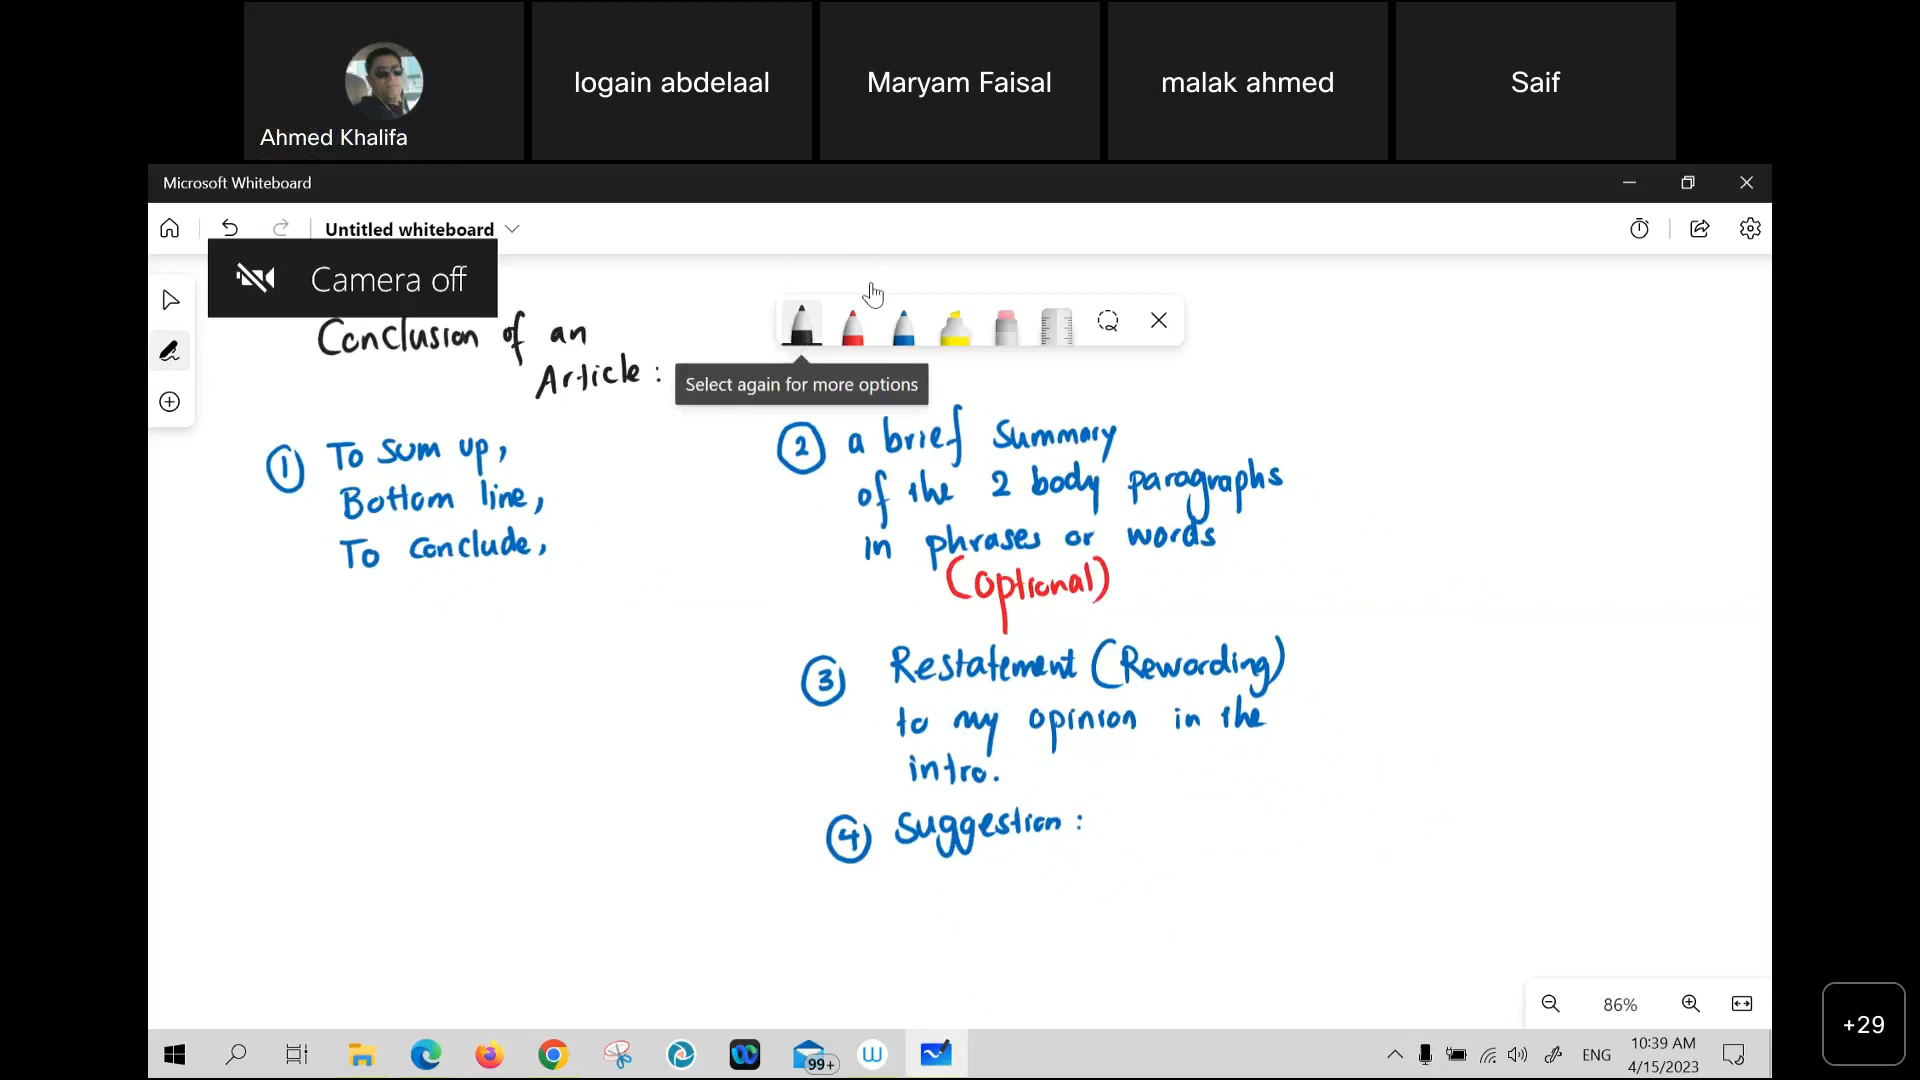 Ahmed Khalifa
logain abdelaal
Maryam Faisal
malak ahmed
Saif
Microsoft Whiteboard
Untitled whiteboard
Camera off
Conclusion of an
Article :
Select again for more options
① To sum up,
Bottom line,
To conclude,
② a brief summary
of the 2 body paragraphs
in phrases or words
(optional)
③ Restatement (Rewording)
to my opinion in the
intro.
④ Suggestion :
86%
+29
99+
ENG
10:39 AM
4/15/2023